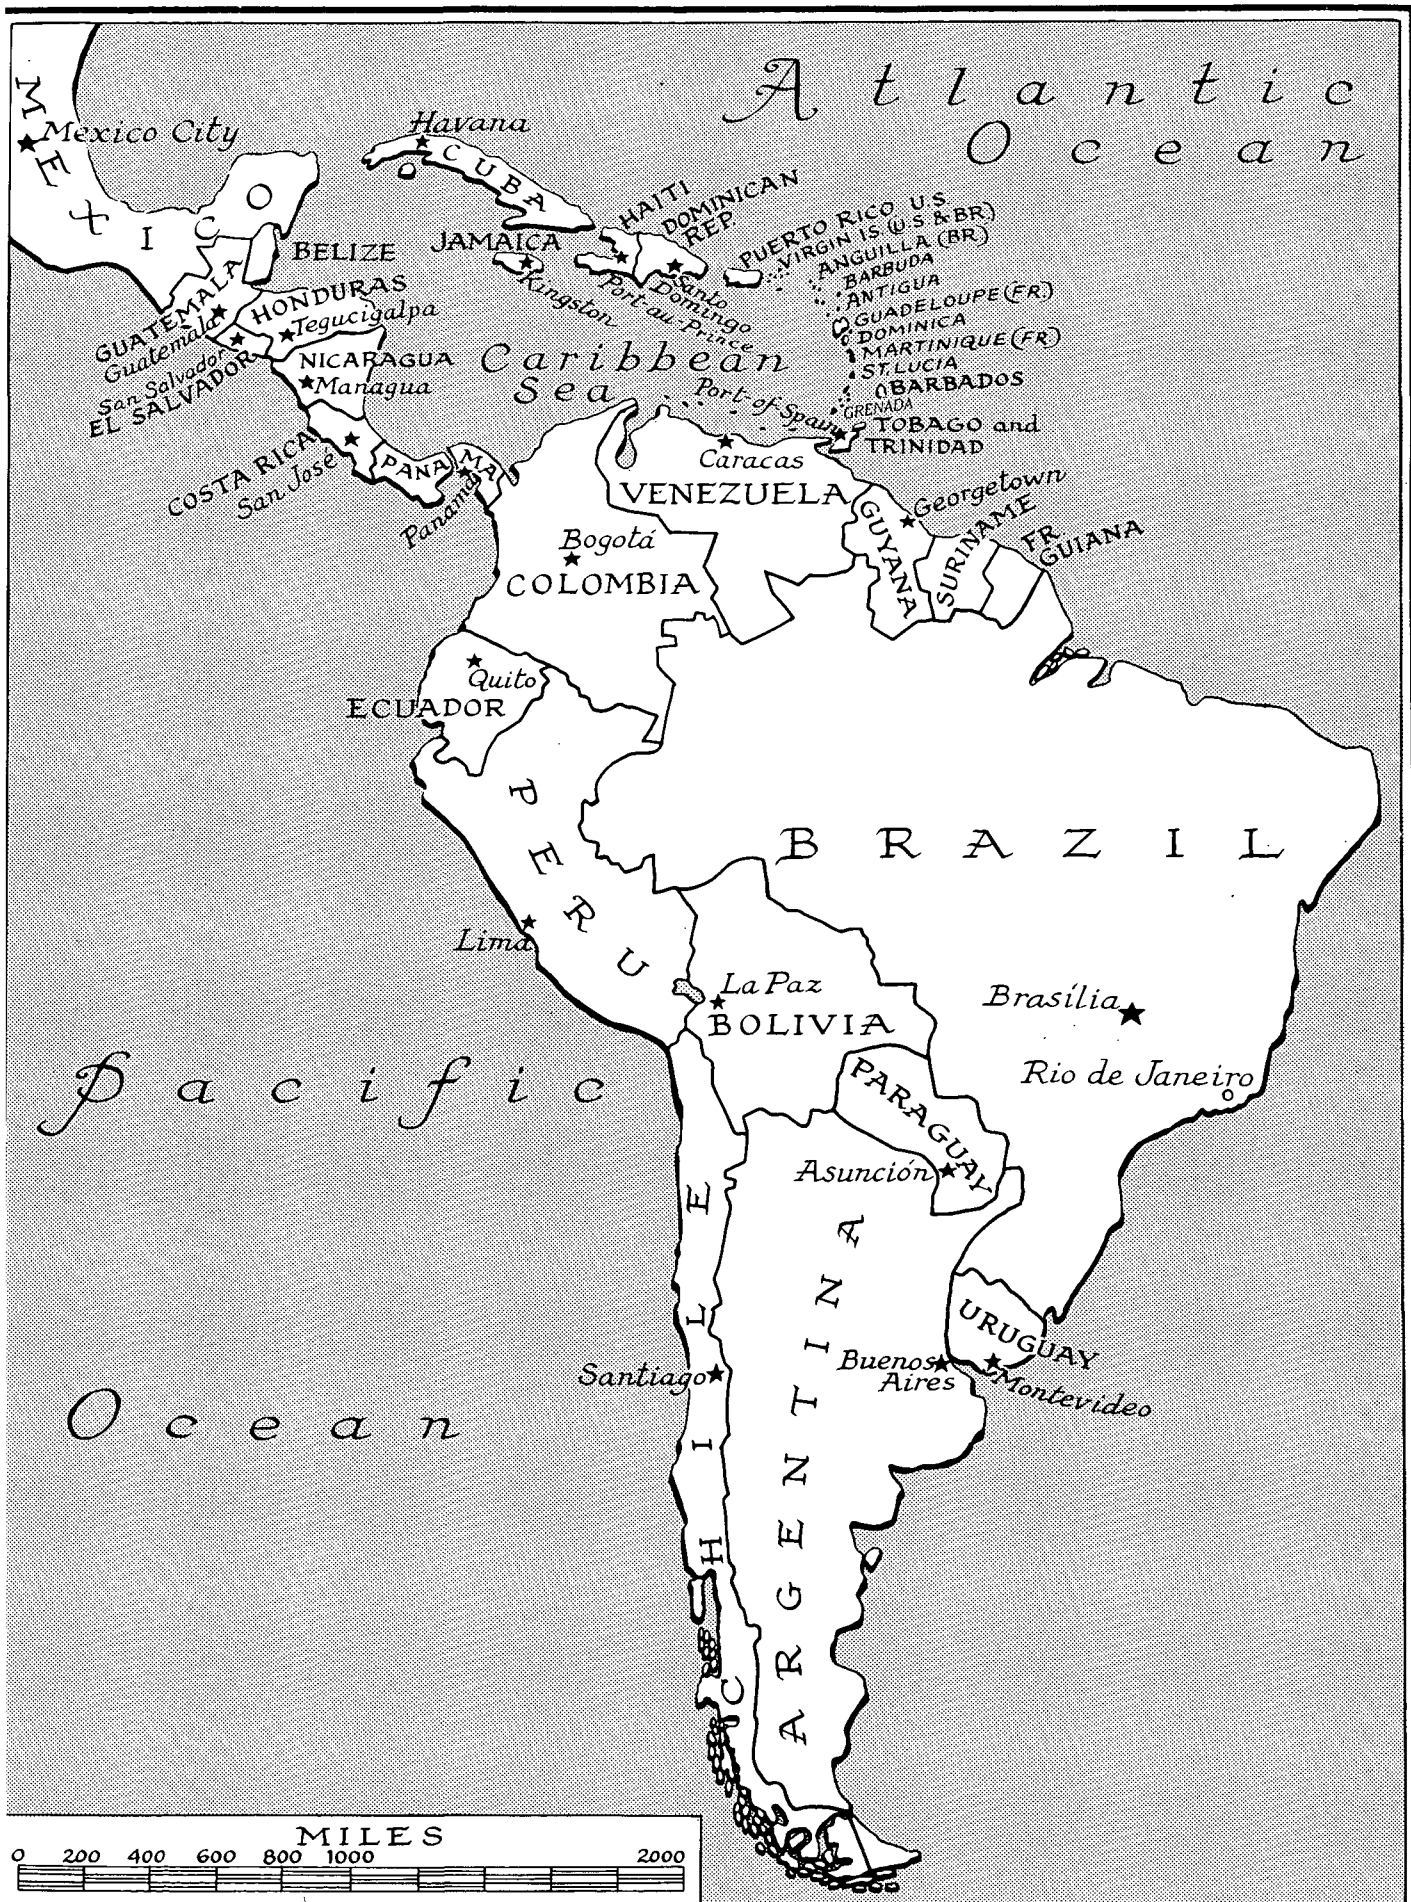 Atlantic
Ocean
MEXICO
Mexico City
Havana
CUBA
HAITI
DOMINICAN
REP.
PUERTO RICO U.S.
VIRGIN IS. (U.S & BR.)
ANGUILLA (BR)
BARBUDA
ANTIGUA
GUADELOUPE (FR.)
DOMINICA
MARTINIQUE (FR)
ST. LUCIA
BARBADOS
GRENADA
TOBAGO and
TRINIDAD
Port-of-Spain
JAMAICA
Kingston
Port-au-Prince
Santo
Domingo
BELIZE
GUATEMALA
Guatemala
HONDURAS
Tegucigalpa
San Salvador
EL SALVADOR
NICARAGUA
Managua
Caribbean
Sea
COSTA RICA
San José
PANAMA
Panama
Caracas
VENEZUELA
Georgetown
GUYANA
SURINAME
FR.
GUIANA
Bogotá
COLOMBIA
Quito
ECUADOR
PERU
BRAZIL
Lima
La Paz
BOLIVIA
Brasília
Rio de Janeiro
Pacific
Ocean
PARAGUAY
Asunción
CHILE
ARGENTINA
URUGUAY
Santiago
Buenos
Aires
Montevideo
MILES
0 200 400 600 800 1000 2000